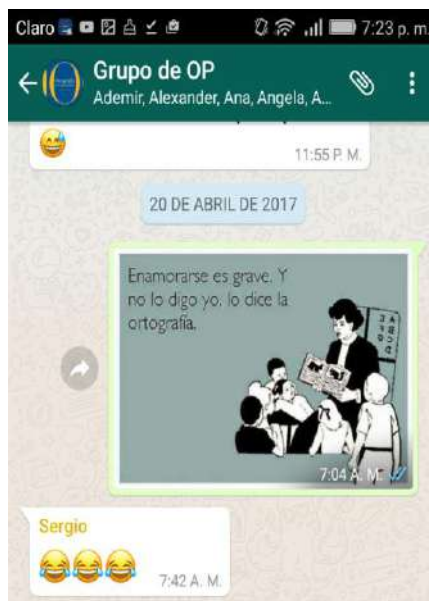 Claro 7:23 p. m.
Grupo de OP
Ademir, Alexander, Ana, Angela, A...
😅
11:55 P. M.
20 DE ABRIL DE 2017
Enamorarse es grave. Y
no lo digo yo, lo dice la
ortografía.
7:04 A. M.
Sergio
😂😂😂
7:42 A. M.